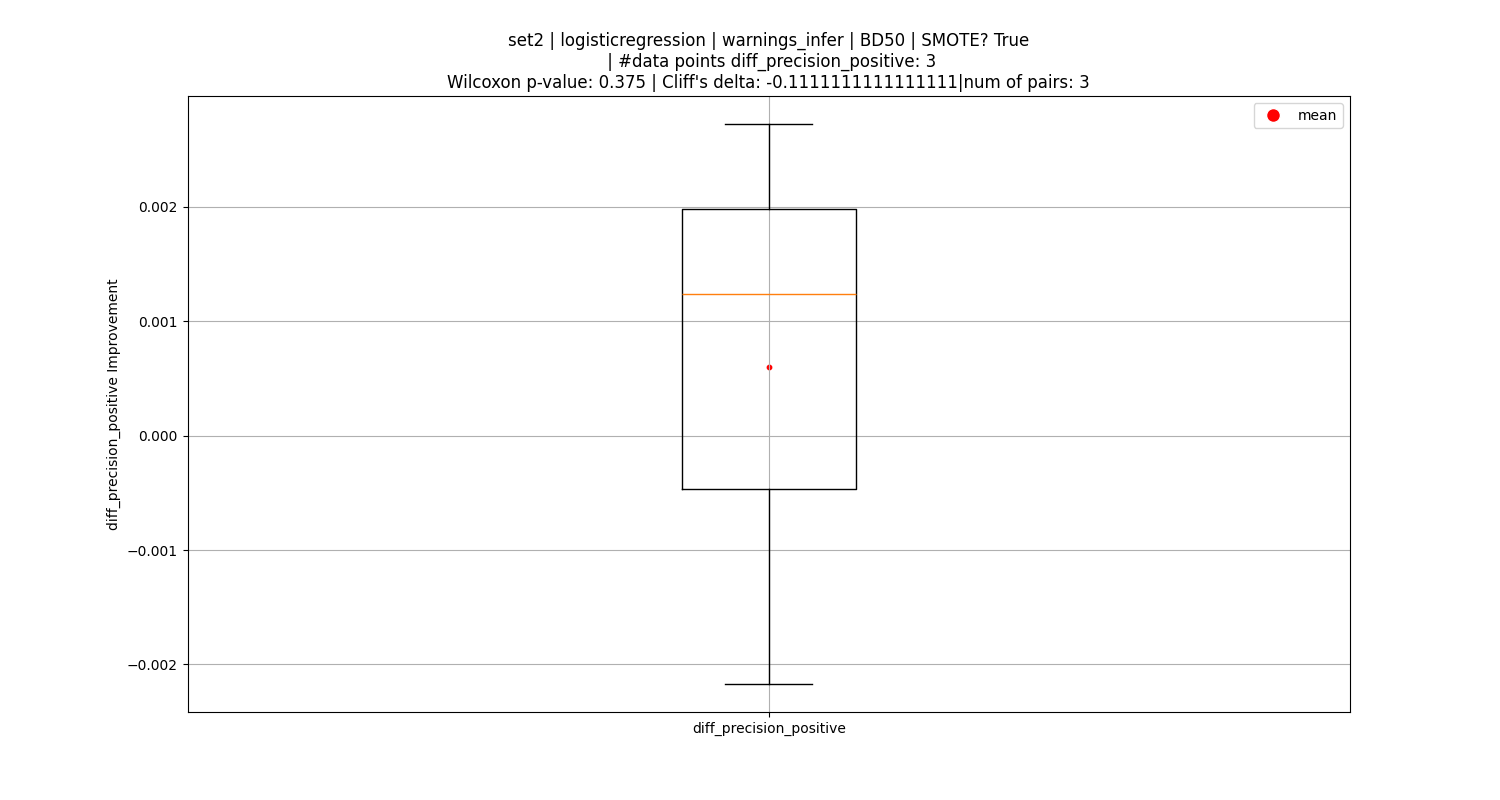 set2 | logisticregression | warnings_infer | BD50 | SMOTE? True
| #data points diff_precision_positive: 3
Wilcoxon p-value: 0.375 | Cliff's delta: -0.1111111111111111|num of pairs: 3
mean
0.002
0.001
0.000
−0.001
−0.002
diff_precision_positive Improvement
diff_precision_positive